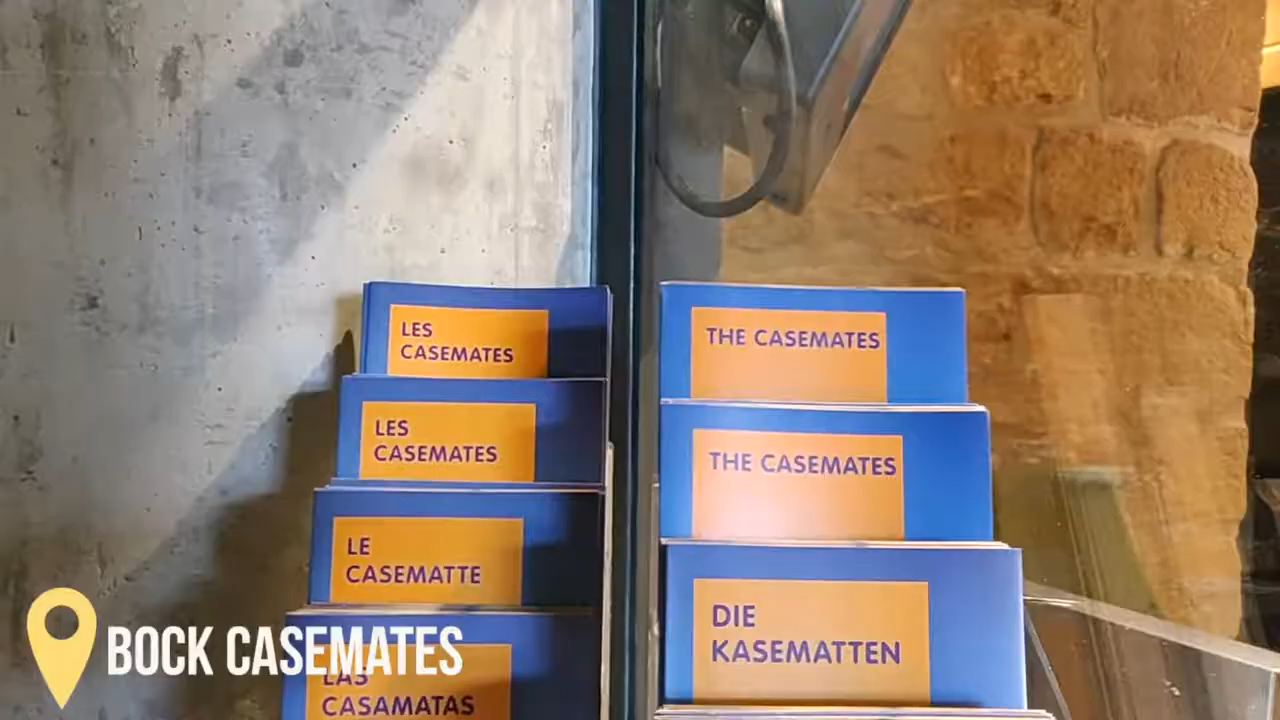 LES
CASEMATES
LES
CASEMATES
LE
CASEMATTE
LAS
CASAMATAS
THE CASEMATES
THE CASEMATES
DIE
KASEMATTEN
BOCK CASEMATES